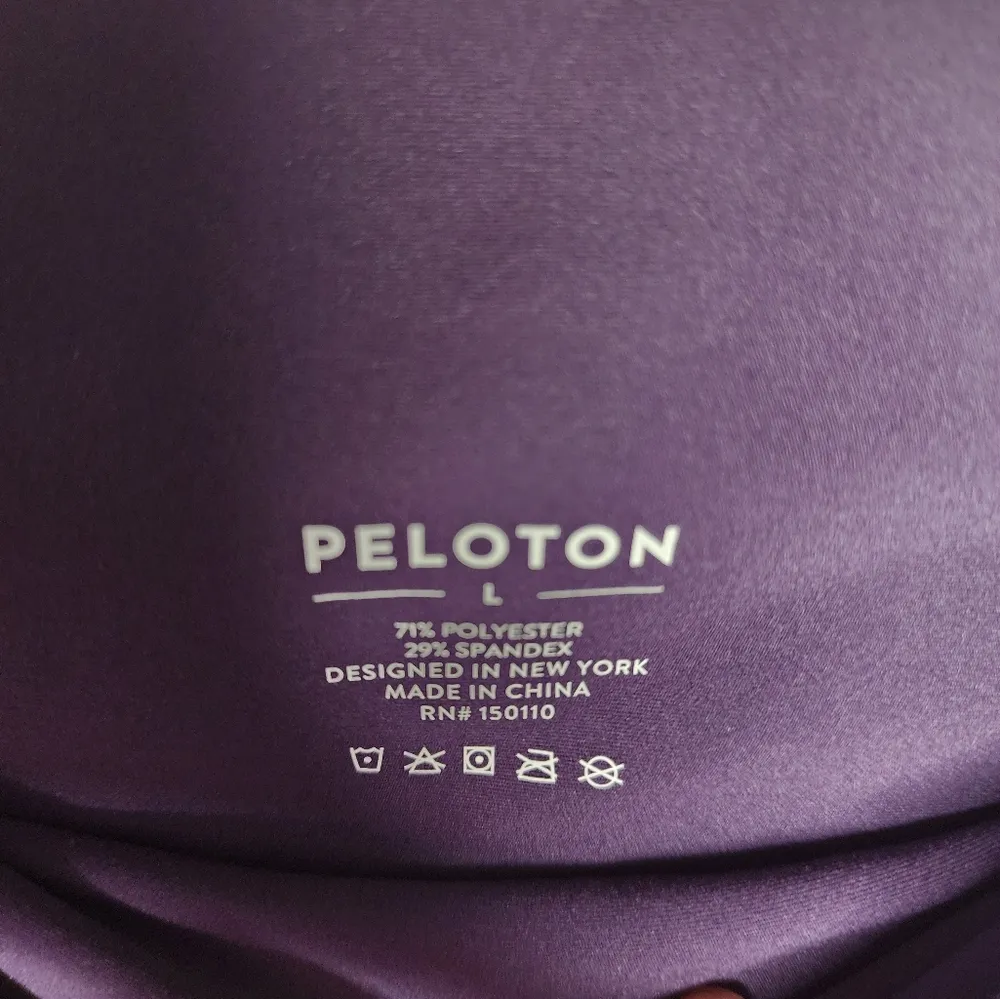 PELOTON
L
71% POLYESTER
29% SPANDEX
DESIGNED IN NEW YORK
MADE IN CHINA
RN# 150110